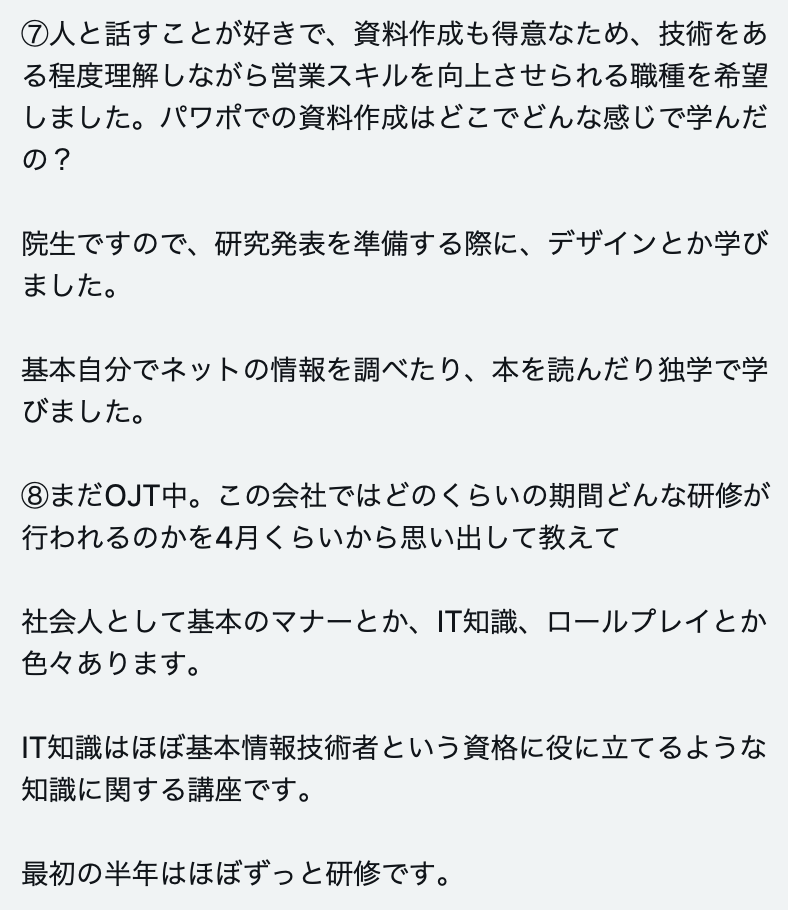 ⑦人と話すことが好きで、資料作成も得意なため、技術をあ
る程度理解しながら営業スキルを向上させられる職種を希望
しました。パワポでの資料作成はどこでどんな感じで学んだ
の？
院生ですので、研究発表を準備する際に、デザインとか学び
ました。
基本自分でネットの情報を調べたり、本を読んだり独学で学
びました。
⑧まだOJT中。この会社ではどのくらいの期間どんな研修が
行われるのかを4月くらいから思い出して教えて
社会人として基本のマナーとか、IT知識、ロールプレイとか
色々あります。
IT知識はほぼ基本情報技術者という資格に役に立てるような
知識に関する講座です。
最初の半年はほぼずっと研修です。